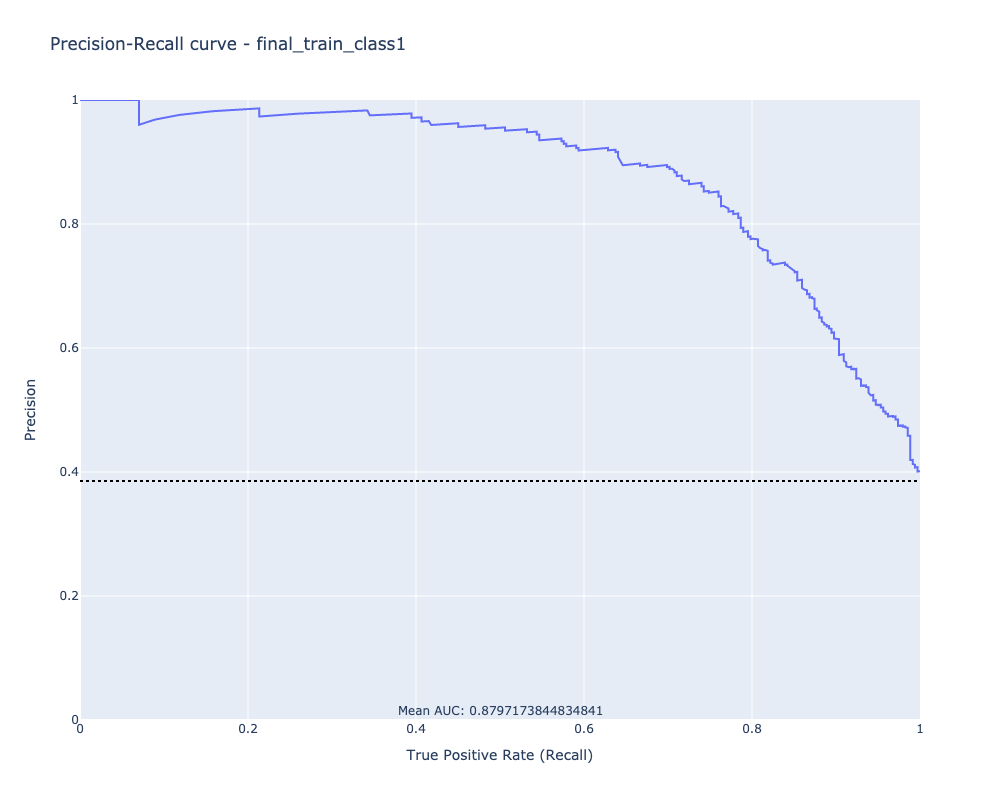 Precision-Recall curve - final_train_class1
1
0.8
0.6
0.4
0.2
0
Precision
Mean AUC: 0.8797173844834841
0 0.2 0.4 0.6 0.8 1
True Positive Rate (Recall)